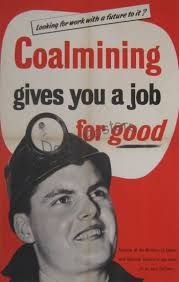 Looking for work with a future to it?
Coalmining
gives you a job
for good